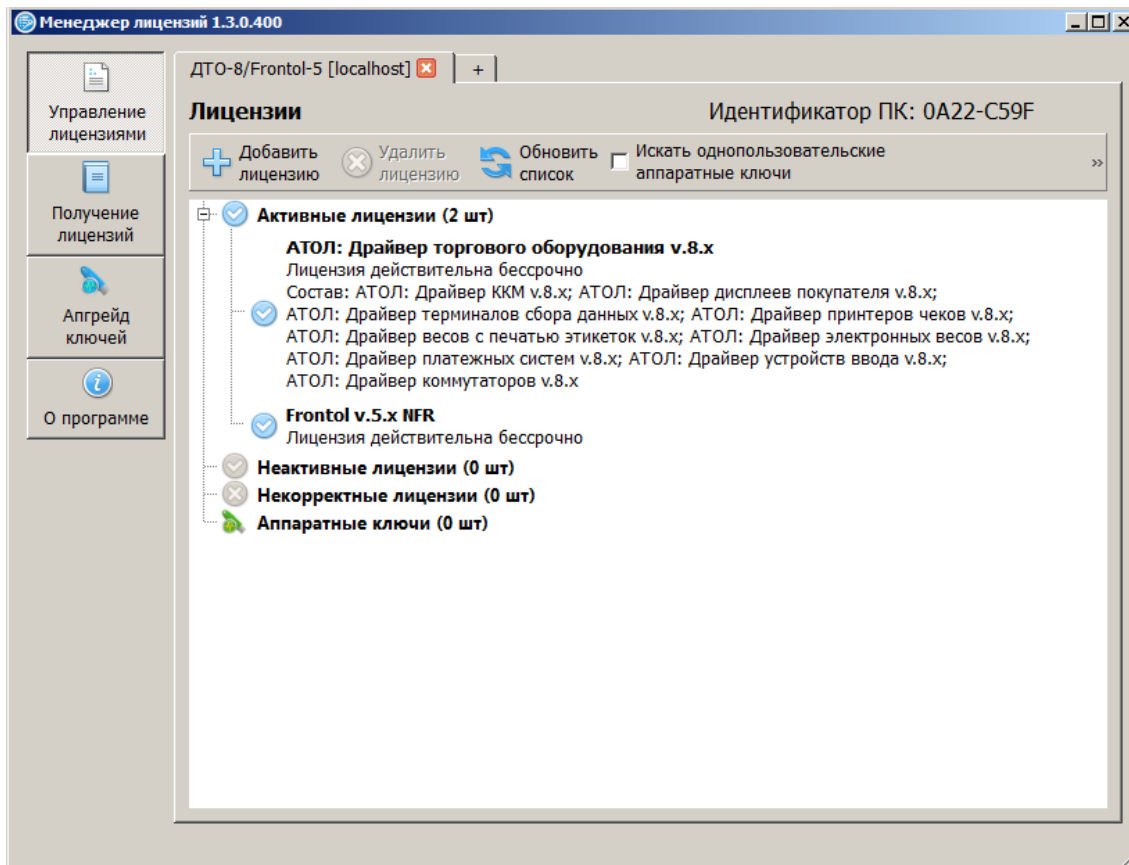 Менеджер лицензий 1.3.0.400
Управление
лицензиями
Получение
лицензий
Апгрейд
ключей
О программе
ДТО-8/Frontol-5 [localhost]
+
Лицензии
Идентификатор ПК: 0A22-C59F
Добавить
лицензию
Удалить
лицензию
Обновить
список
Искать однопользовательские
аппаратные ключи
»
Активные лицензии (2 шт)
АТОЛ: Драйвер торгового оборудования v.8.x
Лицензия действительна бессрочно
Состав: АТОЛ: Драйвер ККМ v.8.x; АТОЛ: Драйвер дисплеев покупателя v.8.x;
АТОЛ: Драйвер терминалов сбора данных v.8.x; АТОЛ: Драйвер принтеров чеков v.8.x;
АТОЛ: Драйвер весов с печатью этикеток v.8.x; АТОЛ: Драйвер электронных весов v.8.x;
АТОЛ: Драйвер платежных систем v.8.x; АТОЛ: Драйвер устройств ввода v.8.x;
АТОЛ: Драйвер коммутаторов v.8.x
Frontol v.5.x NFR
Лицензия действительна бессрочно
Неактивные лицензии (0 шт)
Некорректные лицензии (0 шт)
Аппаратные ключи (0 шт)